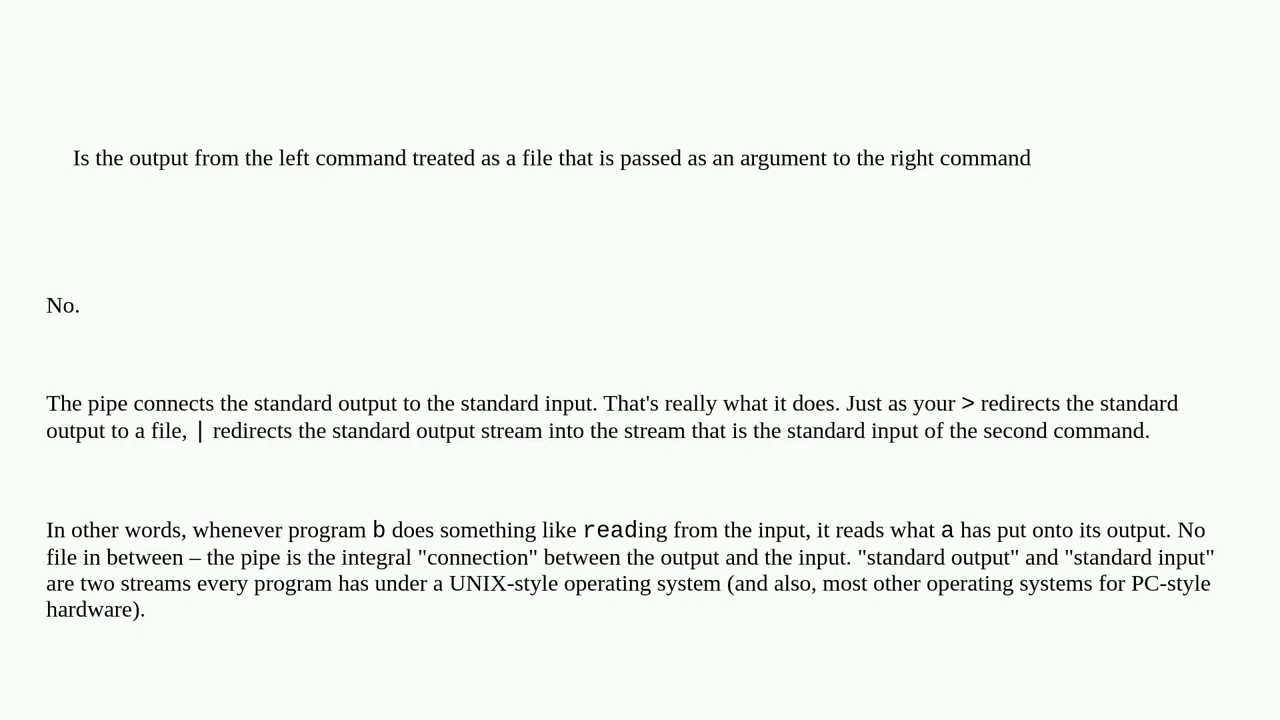 Is the output from the left command treated as a file that is passed as an argument to the right command
No.
The pipe connects the standard output to the standard input. That's really what it does. Just as your > redirects the standard
output to a file, | redirects the standard output stream into the stream that is the standard input of the second command.
In other words, whenever program b does something like reading from the input, it reads what a has put onto its output. No
file in between – the pipe is the integral "connection" between the output and the input. "standard output" and "standard input"
are two streams every program has under a UNIX-style operating system (and also, most other operating systems for PC-style
hardware).